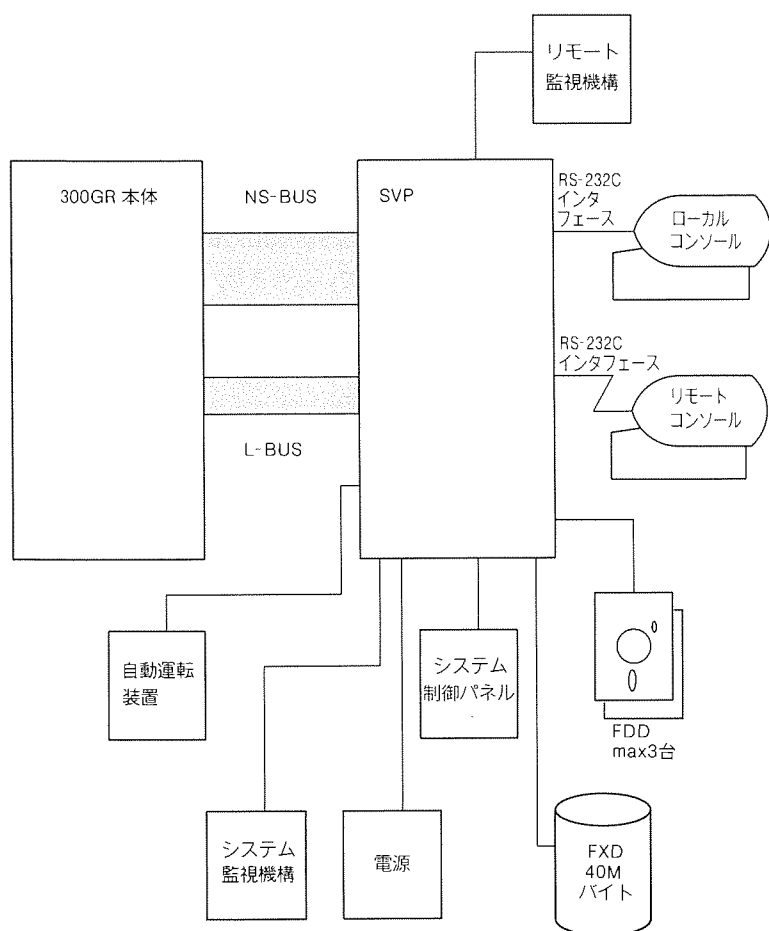 リモート
監視機構
300GR 本体
NS-BUS
SVP
RS-232C
インタ
フェース
ローカル
コンソール
RS-232C
インタフェース
リモート
コンソール
L-BUS
自動運転
装置
システム
制御パネル
FDD
max3台
システム
監視機構
電源
FXD
40M
バイト